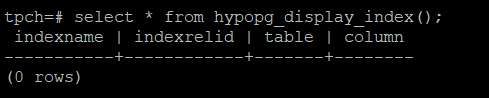 tpch=# select * from hypopg_display_index();
 indexname | indexrelid | table | column
-----------+------------+-------+--------
(0 rows)